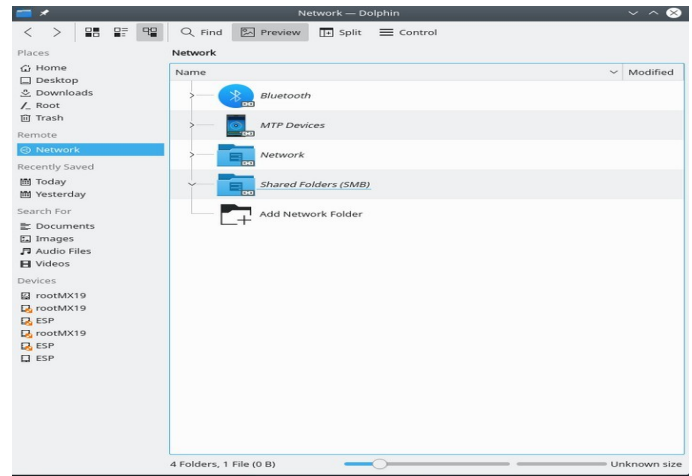 Network — Dolphin
Find Preview Split Control
Places
Home
Desktop
Downloads
Root
Trash
Remote
Network
Recently Saved
Today
Yesterday
Search For
Documents
Images
Audio Files
Videos
Devices
rootMX19
rootMX19
ESP
rootMX19
ESP
ESP
Network
Name Modified
Bluetooth
MTP Devices
Network
Shared Folders (SMB)
Add Network Folder
4 Folders, 1 File (0 B) Unknown size